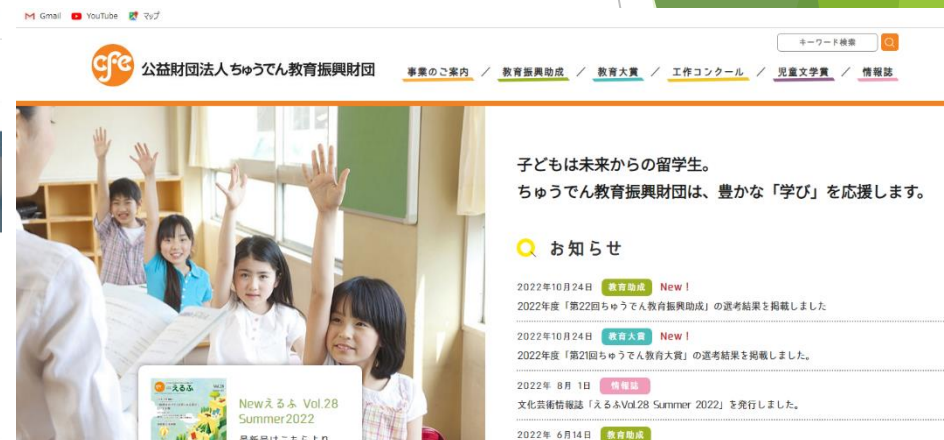 Gmail YouTube マップ
キーワード検索
cfe 公益財団法人ちゅうでん教育振興財団
事業のご案内 / 教育振興助成 / 教育大賞 / 工作コンクール / 児童文学賞 / 情報誌
子どもは未来からの留学生。
ちゅうでん教育振興財団は、豊かな「学び」を応援します。
お知らせ
2022年10月24日 教育助成 New！
2022年度「第22回ちゅうでん教育振興助成」の選考結果を掲載しました
2022年10月24日 教育大賞 New！
2022年度「第21回ちゅうでん教育大賞」の選考結果を掲載しました。
2022年 8月 1日 情報誌
文化芸術情報誌「えるふVol.28 Summer 2022」を発行しました。
2022年 6月14日 教育助成
えるふ
Newえるふ Vol.28
Summer2022
最新号はこちらより